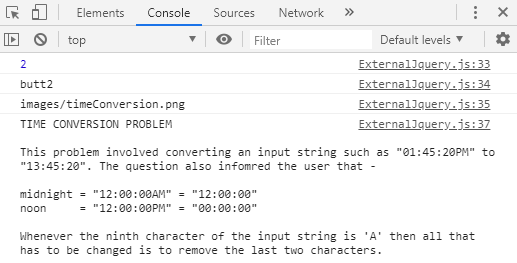 Elements Console Sources Network »
top Filter Default levels ▼
2 ExternalJquery.js:33
butt2 ExternalJquery.js:34
images/timeConversion.png ExternalJquery.js:35
TIME CONVERSION PROBLEM ExternalJquery.js:37
This problem involved converting an input string such as "01:45:20PM" to
"13:45:20". The question also infomred the user that -
midnight = "12:00:00AM" = "12:00:00"
noon = "12:00:00PM" = "00:00:00"
Whenever the ninth character of the input string is 'A' then all that
has to be changed is to remove the last two characters.